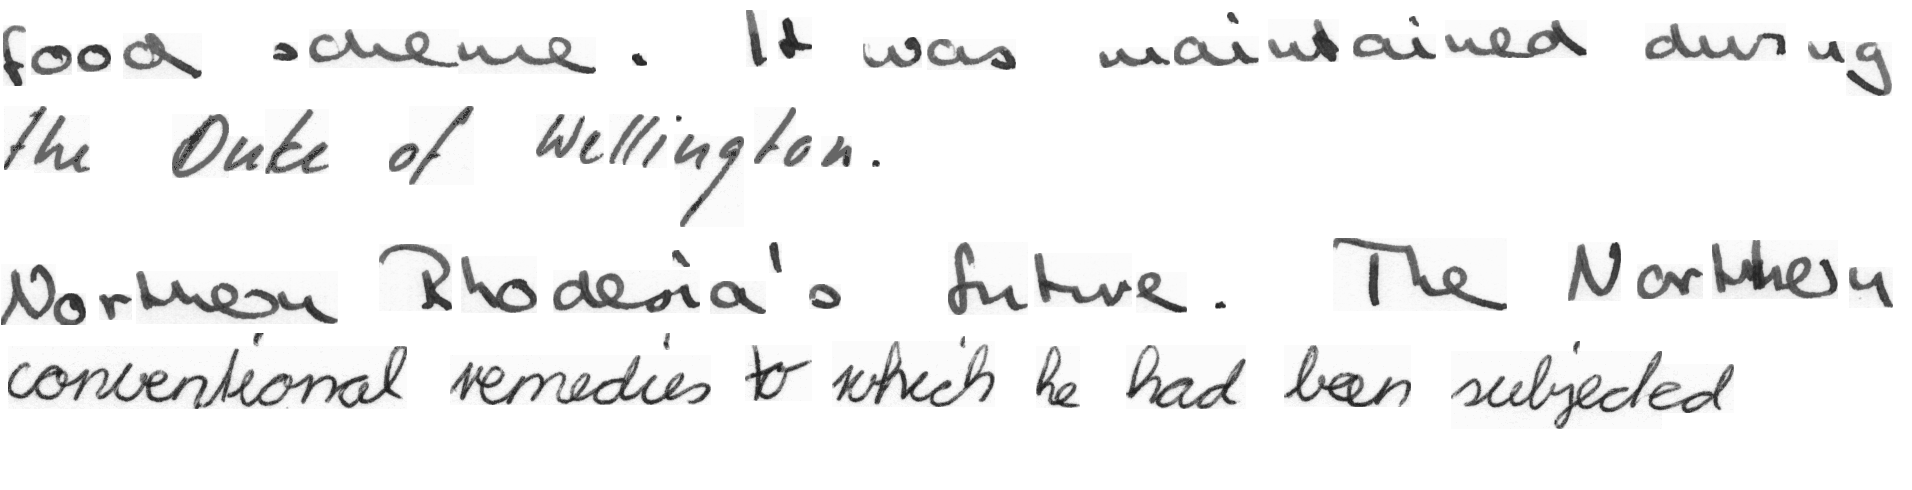 food scheme. It was maintained during
the Duke of Wellington.
Northern Rhodesia's future. The Northern
conventional remedies to which he had been subjected